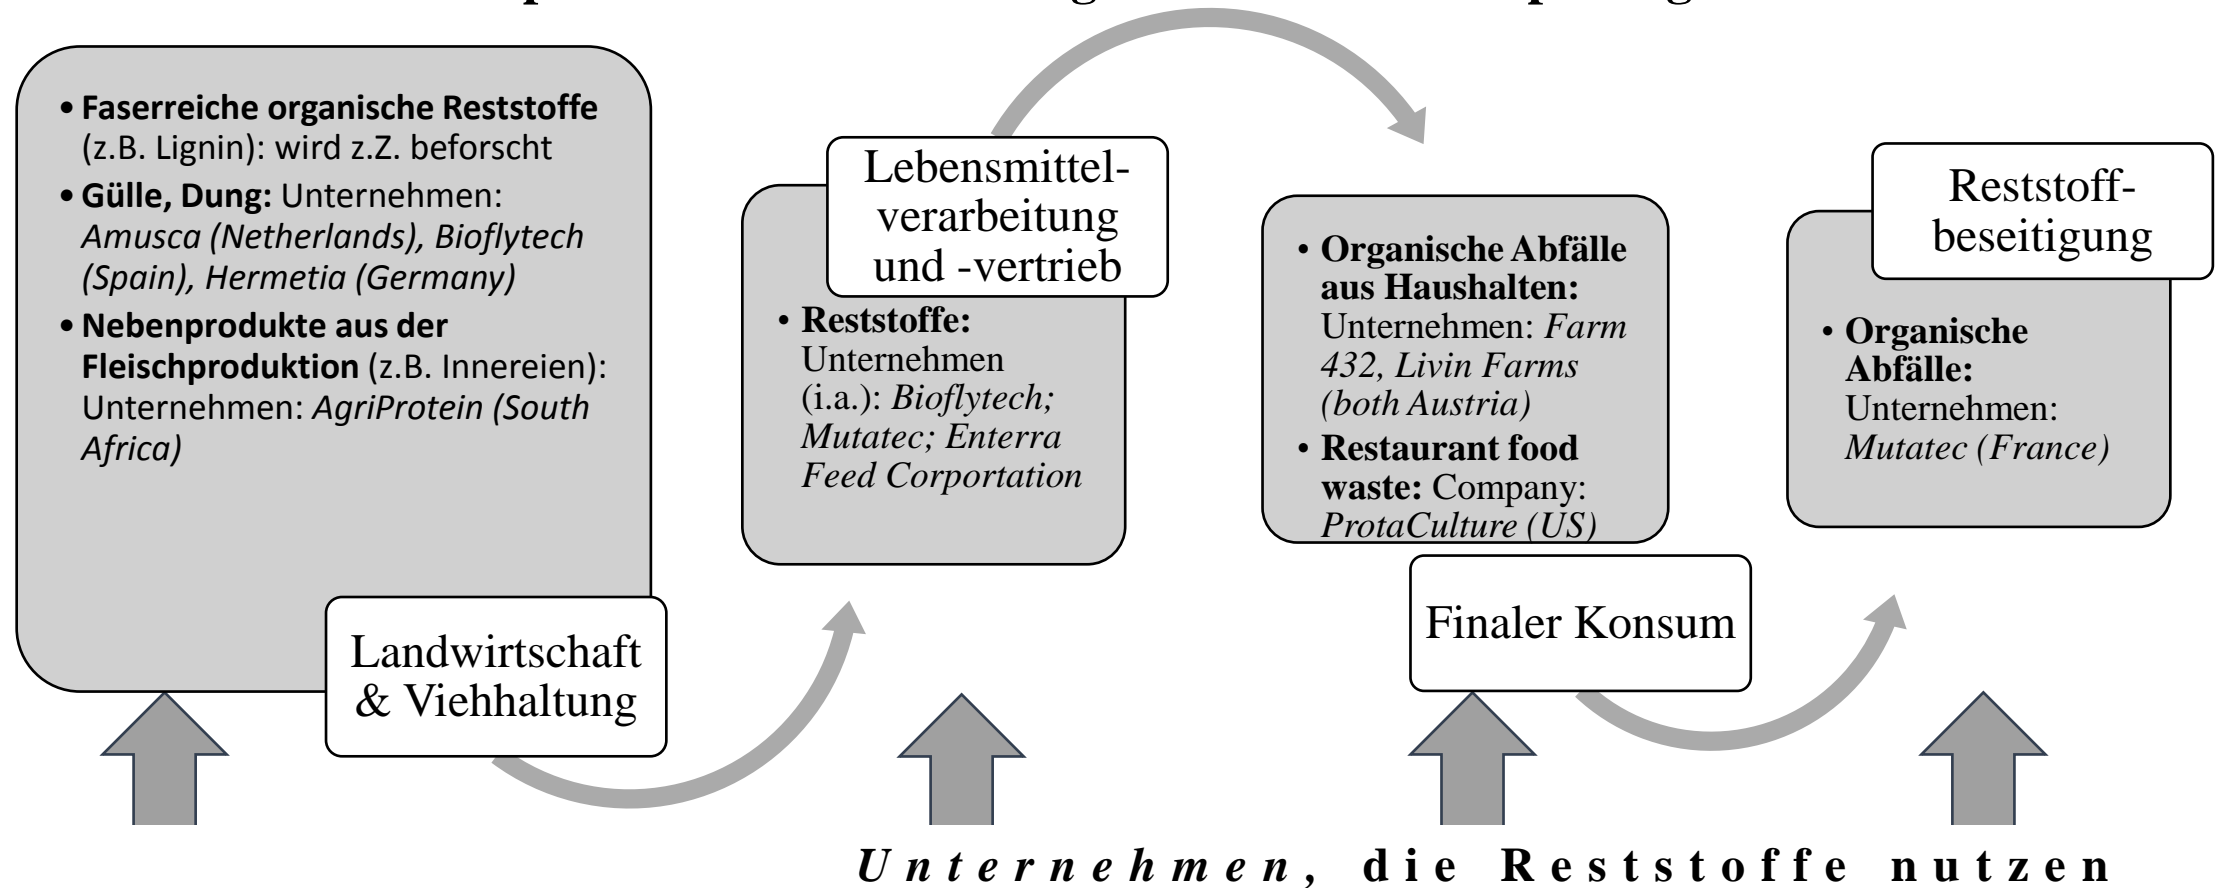 • Faserreiche organische Reststoffe
(z.B. Lignin): wird z.Z. beforscht
• Gülle, Dung: Unternehmen:
Amusca (Netherlands), Bioflytech
(Spain), Hermetia (Germany)
• Nebenprodukte aus der
Fleischproduktion (z.B. Innereien):
Unternehmen: AgriProtein (South
Africa)
Landwirtschaft
& Viehhaltung
Lebensmittel-
verarbeitung
und -vertrieb
• Reststoffe:
Unternehmen
(i.a.): Bioflytech;
Mutatec; Enterra
Feed Corportation
• Organische Abfälle
aus Haushalten:
Unternehmen: Farm
432, Livin Farms
(both Austria)
• Restaurant food
waste: Company:
ProtaCulture (US)
Finaler Konsum
Reststoff-
beseitigung
• Organische
Abfälle:
Unternehmen:
Mutatec (France)
Unternehmen, die Reststoffe nutzen